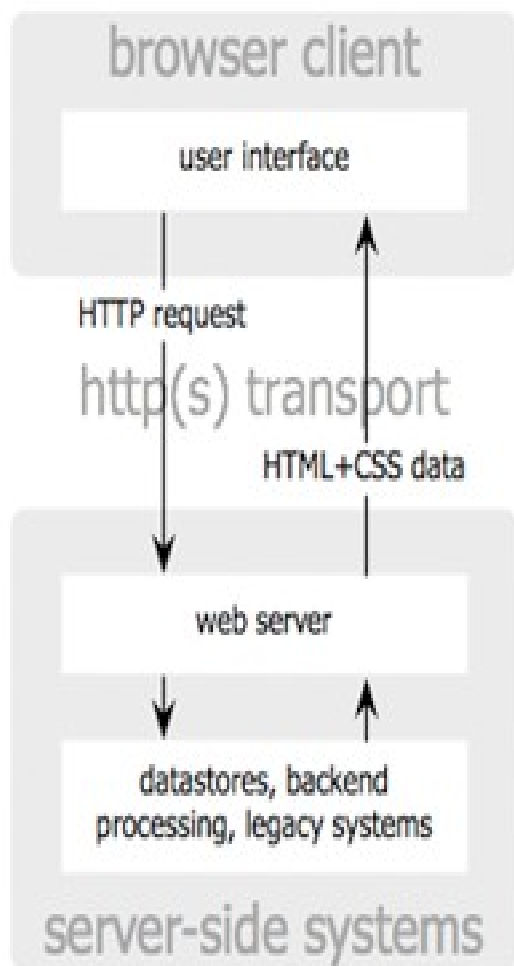 browser client
user interface
HTTP request
http(s) transport
HTML+CSS data
web server
datastores, backend
processing, legacy systems
server-side systems